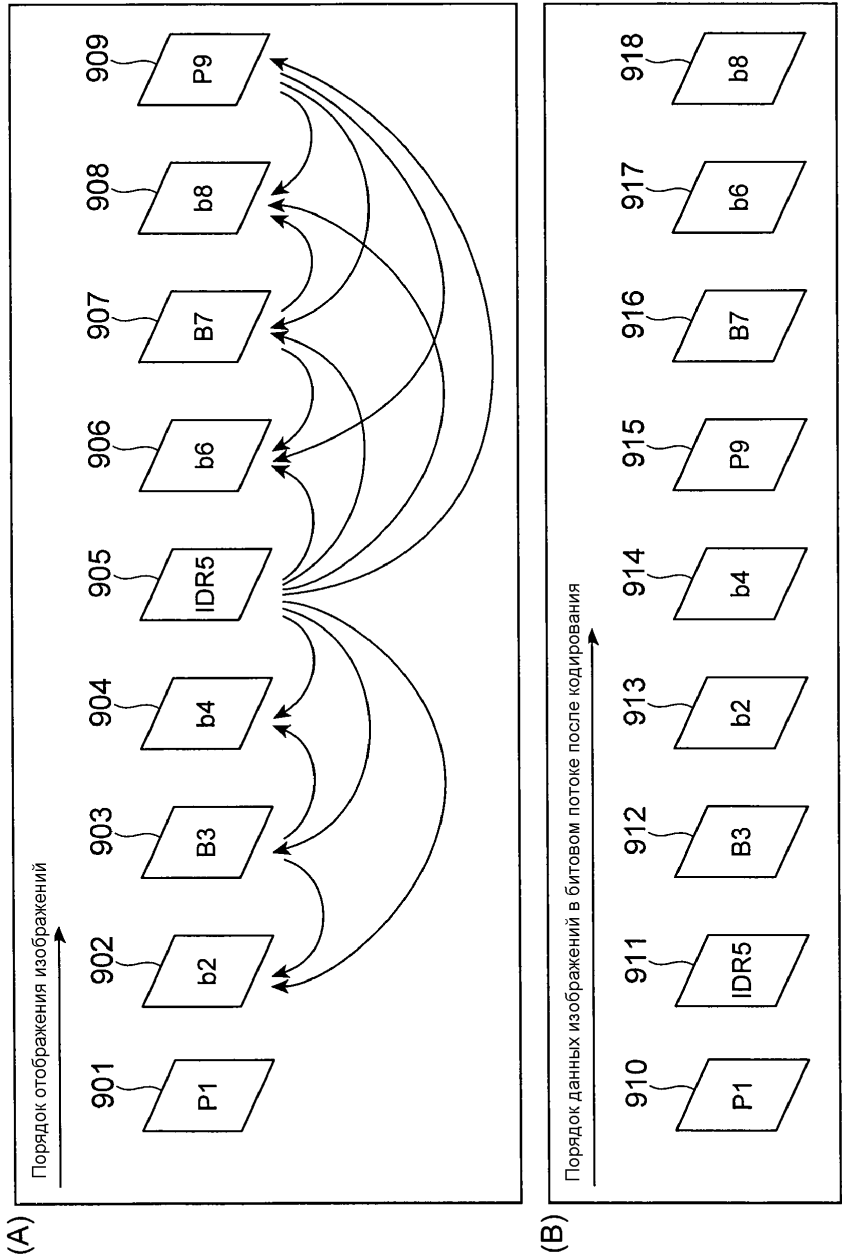 (A)
Порядок отображения изображений
901 902 903 904 905 906 907 908 909
P1 b2 B3 b4 IDR5 b6 B7 b8 P9
(B)
Порядок данных изображений в битовом потоке после кодирования
910 911 912 913 914 915 916 917 918
P1 IDR5 B3 b2 b4 P9 B7 b6 b8